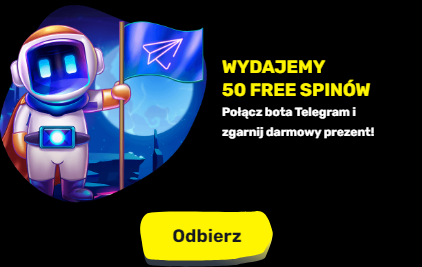 WYDAJEMY
50 FREE SPINÓW
Połącz bota Telegram i
zgarnij darmowy prezent!
Odbierz